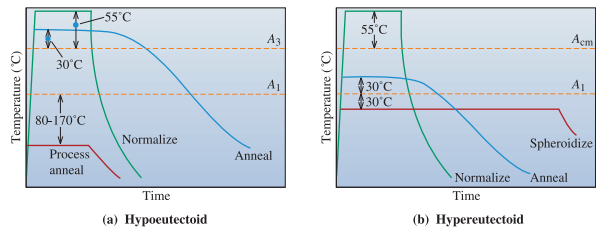 55°C
A3
30°C
A1
80-170°C
Normalize
Process
anneal
Anneal
Temperature (°C)
Time
(a) Hypoeutectoid
55°C
Acm
A1
30°C
30°C
Spheroidize
Normalize
Anneal
Temperature (°C)
Time
(b) Hypereutectoid